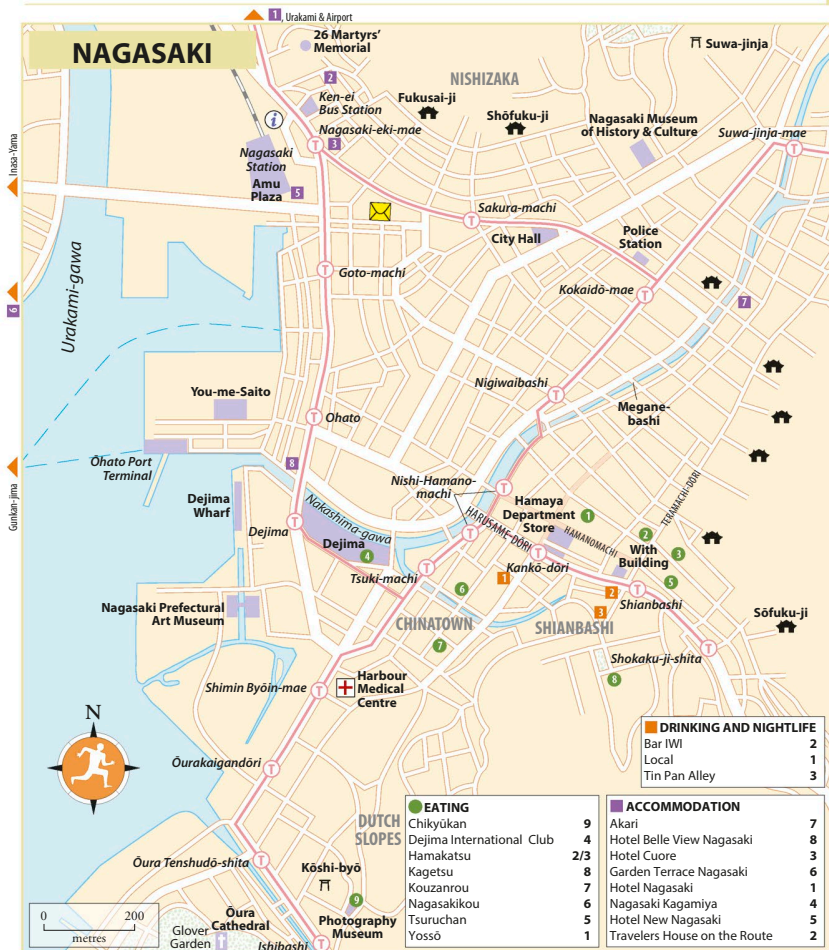 1, Urakami & Airport
NAGASAKI
26 Martyrs'
Memorial
Suwa-jinja
NISHIZAKA
2
Ken-ei
Bus Station
Fukusai-ji
Shōfuku-ji
Nagasaki Museum
of History & Culture
i
Nagasaki-eki-mae
Suwa-jinja-mae
T
T
3
Nagasaki
Station
Inasa-Yama
Amu
Plaza
5
Sakura-machi
T
City Hall
Police
Station
Goto-machi
T
Kokaidō-mae
T
6
7
Urakami-gawa
Nigiwaibashi
T
Megane-
bashi
You-me-Saito
Ohato
T
Ōhato Port
Terminal
8
Gunkan-jima
Nishi-Hamano-
machi
T
TERAMACHI-DŌRI
Dejima
Wharf
Nakashima-gawa
Hamaya
Department
Store
1
HARUSAME-DŌRI
HAMANOMACHI
2
Dejima
T
Dejima
4
T
With
Building
3
Tsuki-machi
T
T
Kankō-dōri
1
5
6
2
T
Shianbashi
3
Nagasaki Prefectural
Art Museum
CHINATOWN
SHIANBASHI
Sōfuku-ji
7
T
Shokaku-ji-shita
8
Shimin Byōin-mae
T
Harbour
Medical
Centre
N
Ōurakaigandōri
T
DUTCH
SLOPES
Ōura Tenshudō-shita
T
Kōshi-byō
9
Ōura
Cathedral
Photography
Museum
Glover
Garden
Ishibashi
T
0 200
metres
DRINKING AND NIGHTLIFE
Bar IWI 2
Local 1
Tin Pan Alley 3
EATING
Chikyūkan 9
Dejima International Club 4
Hamakatsu 2/3
Kagetsu 8
Kouzanrou 7
Nagasakikou 6
Tsuruchan 5
Yossō 1
ACCOMMODATION
Akari 7
Hotel Belle View Nagasaki 8
Hotel Cuore 3
Garden Terrace Nagasaki 6
Hotel Nagasaki 1
Nagasaki Kagamiya 4
Hotel New Nagasaki 5
Travelers House on the Route 2